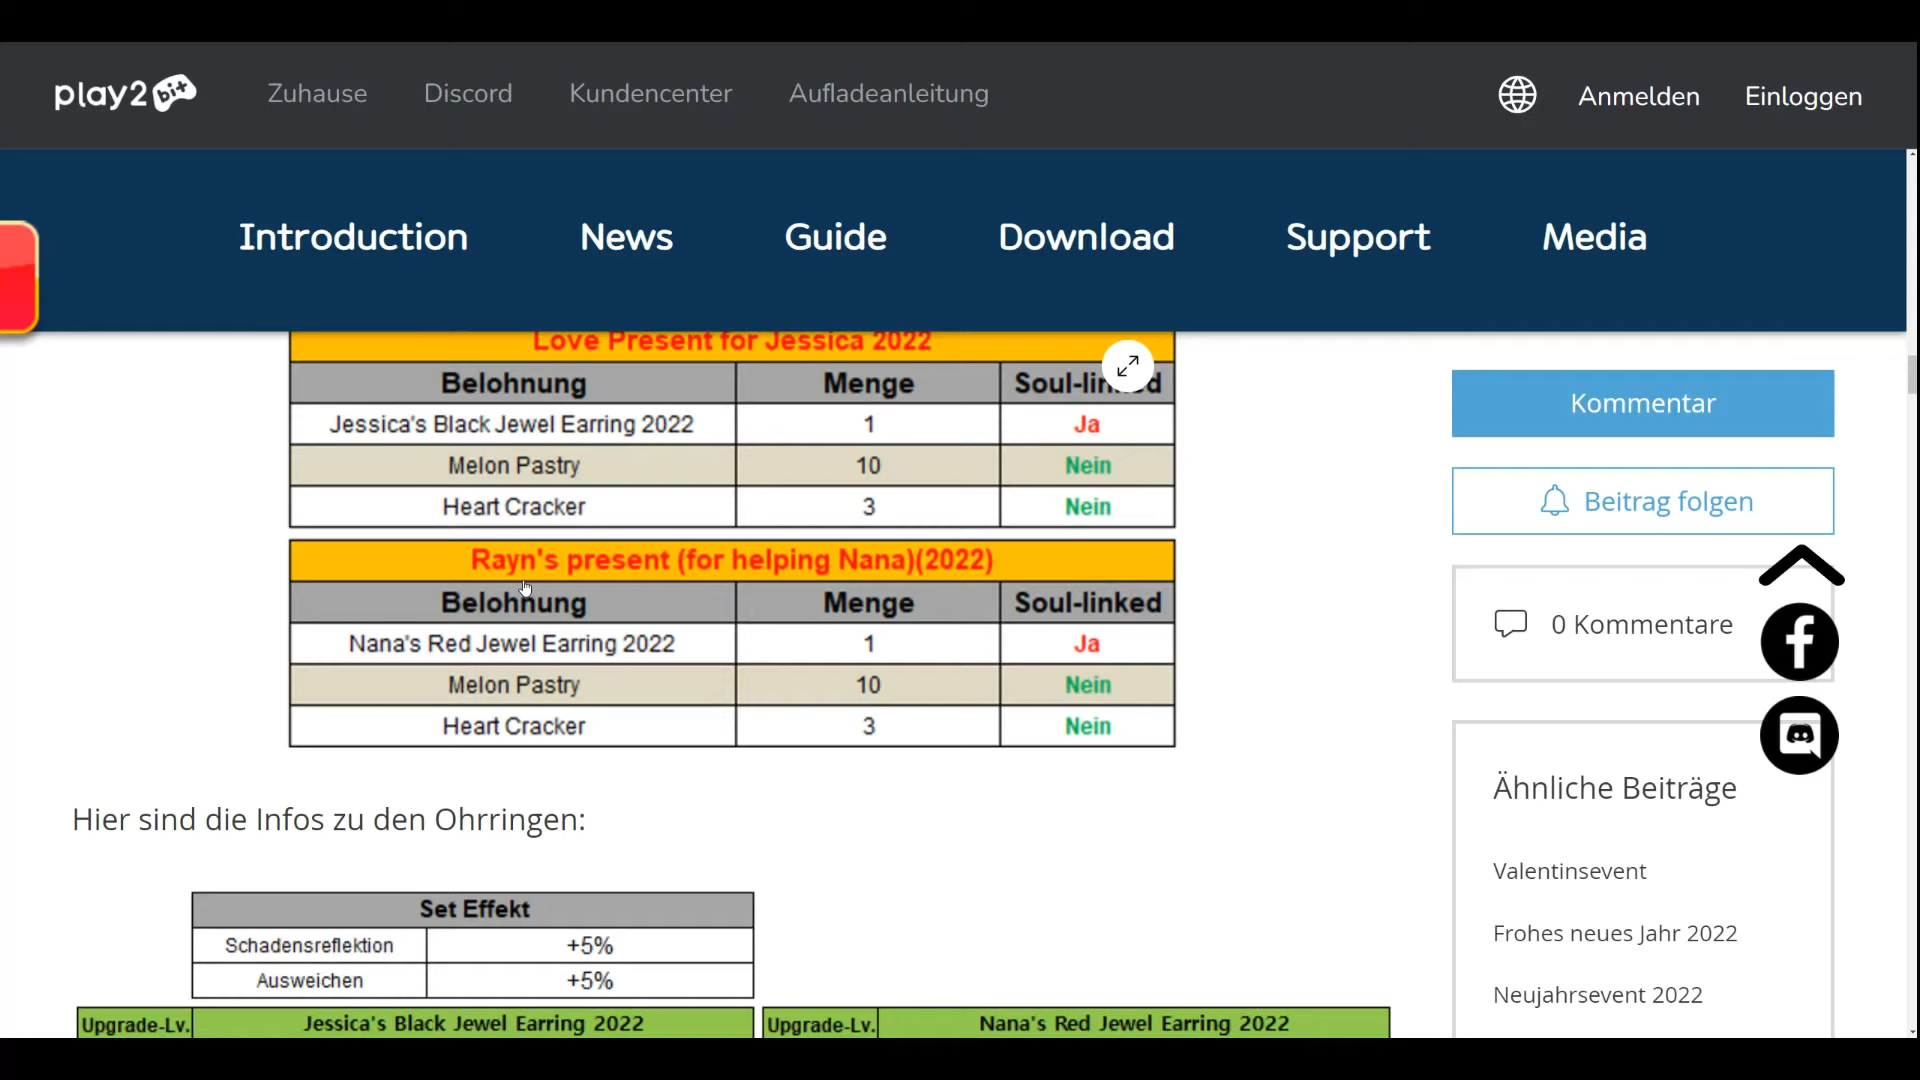 play2bit Zuhause Discord Kundencenter Aufladeanleitung Anmelden Einloggen
Introduction News Guide Download Support Media
Love Present for Jessica 2022
Belohnung Menge
Jessica's Black Jewel Earring 2022 1 Ja
Melon Pastry 10 Nein
Heart Cracker 3 Nein
Rayn's present (for helping Nana)(2022)
Belohnung Menge Soul-linked
Nana's Red Jewel Earring 2022 1 Ja
Melon Pastry 10 Nein
Heart Cracker 3 Nein
Hier sind die Infos zu den Ohrringen:
Set Effekt
Schadensreflektion +5%
Ausweichen +5%
Upgrade-Lv. Jessica's Black Jewel Earring 2022 Upgrade-Lv. Nana's Red Jewel Earring 2022
Kommentar
Beitrag folgen
0 Kommentare
Ähnliche Beiträge
Valentinsevent
Frohes neues Jahr 2022
Neujahrsevent 2022